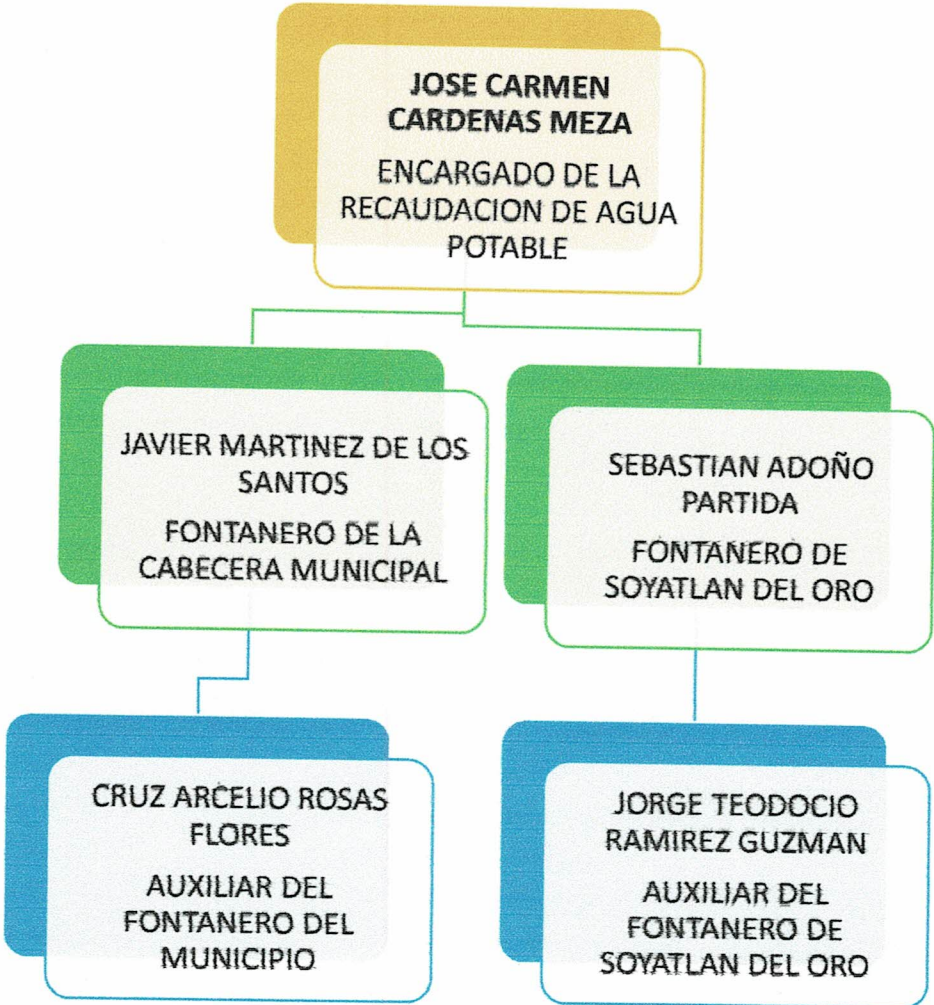 JOSE CARMEN
CARDENAS MEZA
ENCARGADO DE LA
RECAUDACION DE AGUA
POTABLE
JAVIER MARTINEZ DE LOS
SANTOS
FONTANERO DE LA
CABECERA MUNICIPAL
SEBASTIAN ADOÑO
PARTIDA
FONTANERO DE
SOYATLAN DEL ORO
CRUZ ARCELIO ROSAS
FLORES
AUXILIAR DEL
FONTANERO DEL
MUNICIPIO
JORGE TEODOCIO
RAMIREZ GUZMAN
AUXILIAR DEL
FONTANERO DE
SOYATLAN DEL ORO